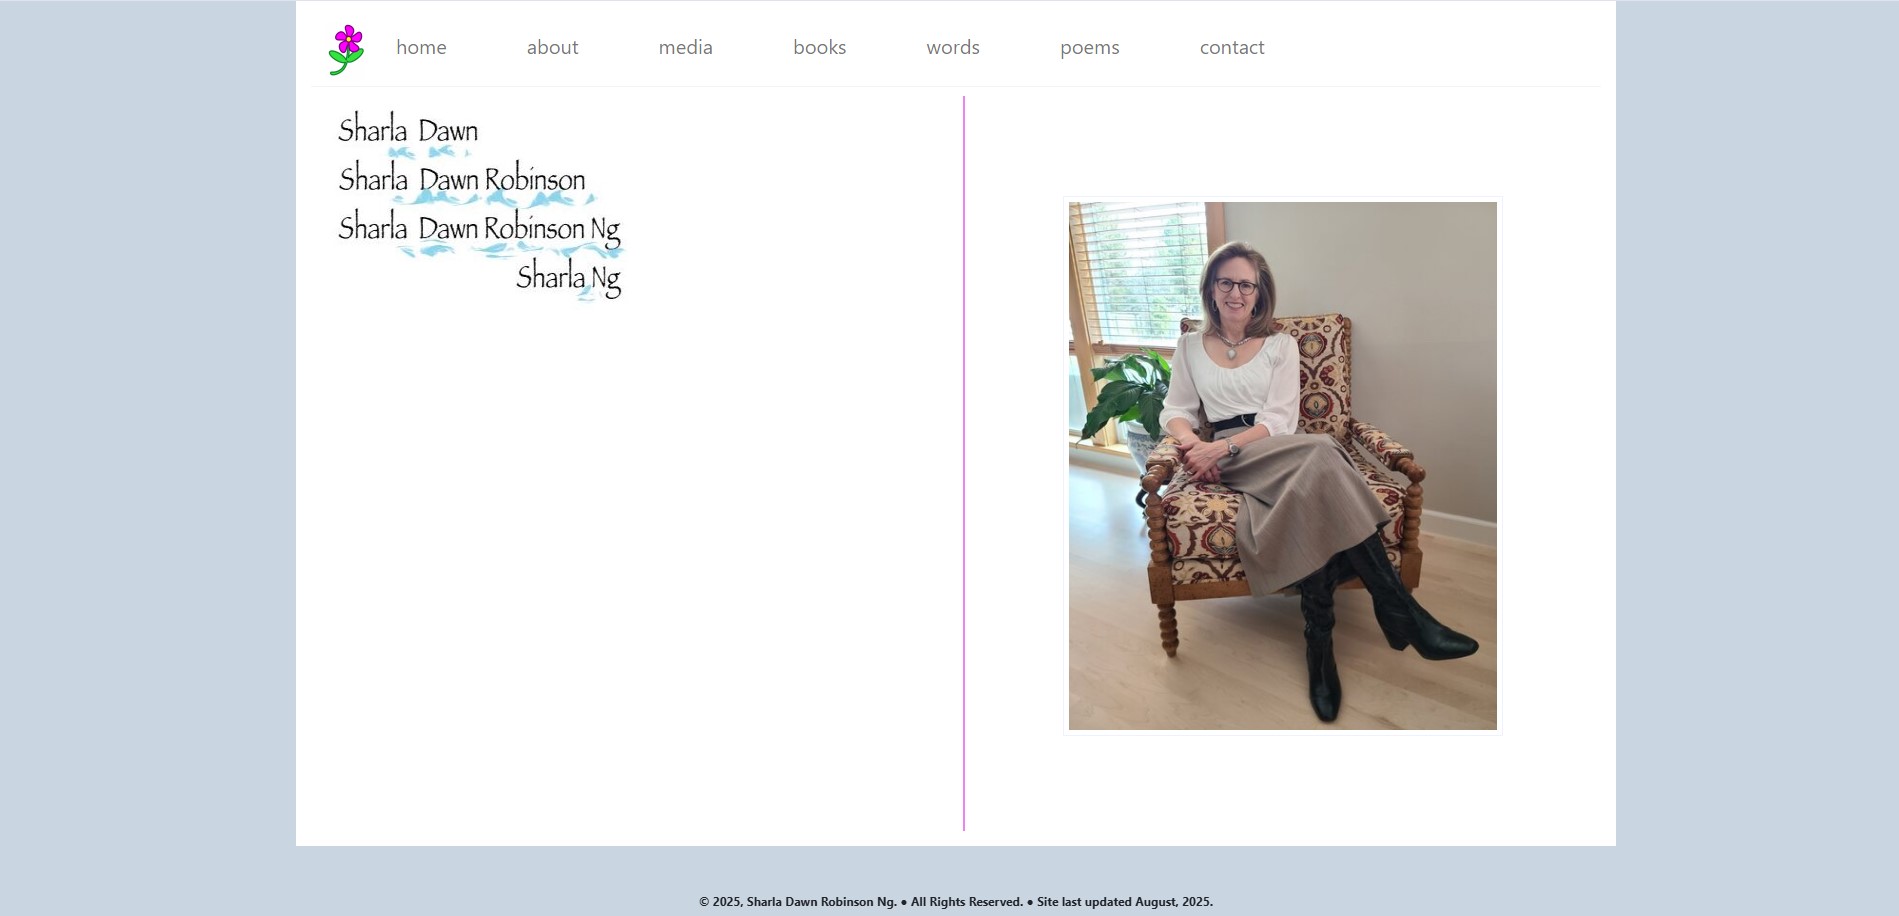 home about media books words poems contact
Sharla Dawn
Sharla Dawn Robinson
Sharla Dawn Robinson Ng
Sharla Ng
© 2025, Sharla Dawn Robinson Ng. ● All Rights Reserved. ● Site last updated August, 2025.